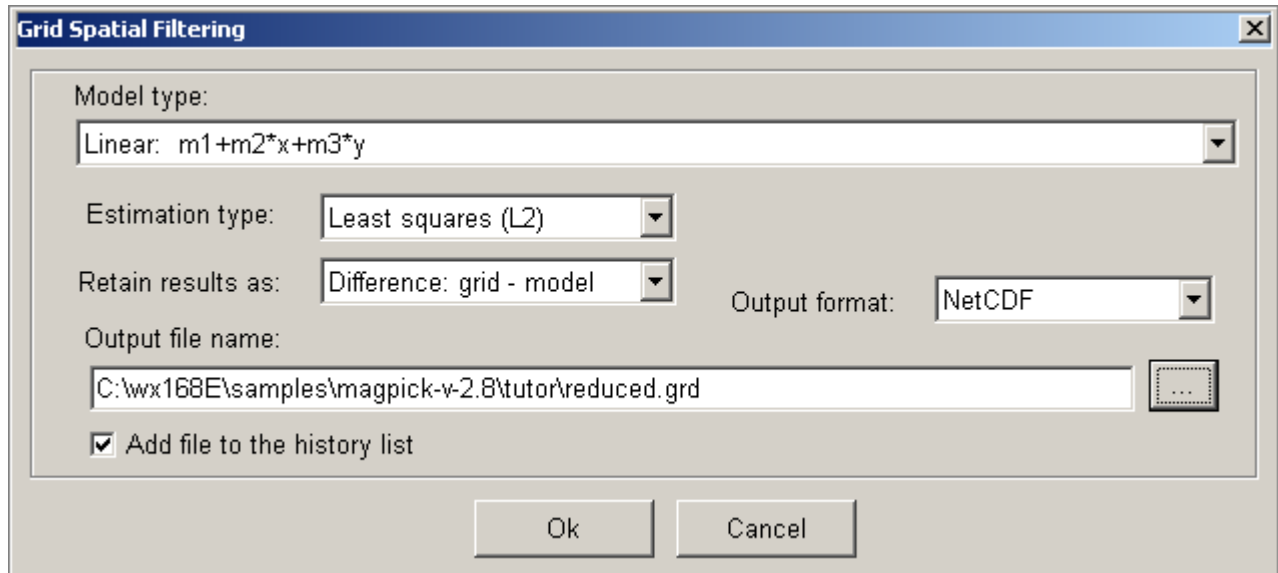 Grid Spatial Filtering
Model type:
Linear: m1+m2*x+m3*y
Estimation type:
Least squares (L2)
Retain results as:
Difference: grid - model
Output format:
NetCDF
Output file name:
C:\wx168E\samples\magpick-v-2.8\tutor\reduced.grd
...
Add file to the history list
Ok
Cancel